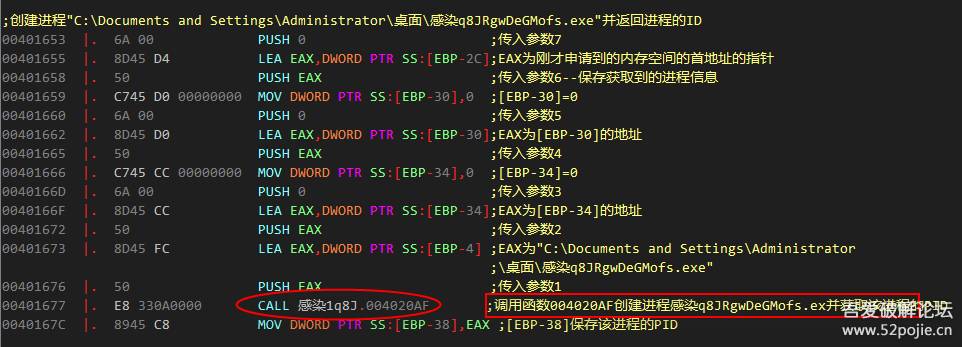 ;创建进程"C:\Documents and Settings\Administrator\桌面\感染q8JRgwDeGMofs.exe"并返回进程的ID
00401653 |. 6A 00 PUSH 0 ;传入参数7
00401655 |. 8D45 D4 LEA EAX,DWORD PTR SS:[EBP-2C];EAX为刚才申请到的内存空间的首地址的指针
00401658 |. 50 PUSH EAX ;传入参数6--保存获取到的进程信息
00401659 |. C745 D0 00000000 MOV DWORD PTR SS:[EBP-30],0 ;[EBP-30]=0
00401660 |. 6A 00 PUSH 0 ;传入参数5
00401662 |. 8D45 D0 LEA EAX,DWORD PTR SS:[EBP-30];EAX为[EBP-30]的地址
00401665 |. 50 PUSH EAX ;传入参数4
00401666 |. C745 CC 00000000 MOV DWORD PTR SS:[EBP-34],0 ;[EBP-34]=0
0040166D |. 6A 00 PUSH 0 ;传入参数3
0040166F |. 8D45 CC LEA EAX,DWORD PTR SS:[EBP-34];EAX为[EBP-34]的地址
00401672 |. 50 PUSH EAX ;传入参数2
00401673 |. 8D45 FC LEA EAX,DWORD PTR SS:[EBP-4] ;EAX为"C:\Documents and Settings\Administrator
;\桌面\感染q8JRgwDeGMofs.exe"
00401676 |. 50 PUSH EAX ;传入参数1
00401677 |. E8 330A0000 CALL 感染1q8J.004020AF ;调用函数004020AF创建进程感染q8JRgwDeGMofs.ex并获取该进程的PID
0040167C |. 8945 C8 MOV DWORD PTR SS:[EBP-38],EAX ;[EBP-38]保存该进程的PID
吾爱破解论坛
www.52pojie.cn